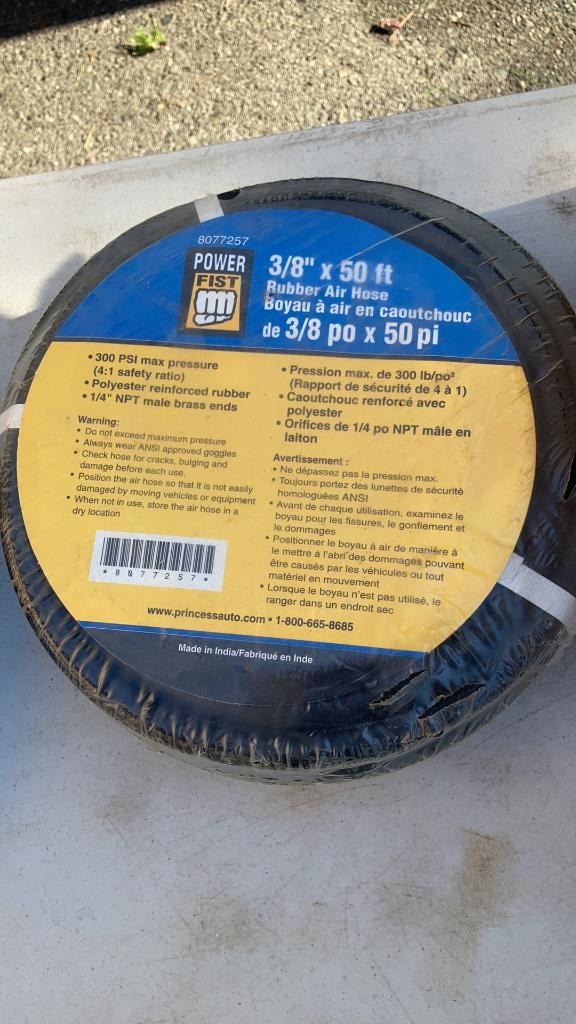 8077257
POWER
FIST
3/8" x 50 ft
Rubber Air Hose
Boyau à air en caoutchouc
de 3/8 po x 50 pi
• 300 PSI max pressure
(4:1 safety ratio)
• Polyester reinforced rubber
• 1/4" NPT male brass ends
Warning:
• Do not exceed maximum pressure
• Always wear ANSI approved goggles
• Check hose for cracks, bulging and
damage before each use.
• Position the air hose so that it is not easily
damaged by moving vehicles or equipment
• When not in use, store the air hose in a
dry location
• Pression max. de 300 lb/po²
(Rapport de sécurité de 4 à 1)
• Caoutchouc renforcé avec
polyester
• Orifices de 1/4 po NPT mâle en
laiton
Avertissement :
• Ne dépassez pas la pression max.
• Toujours portez des lunettes de sécurité
homologuées ANSI
• Avant de chaque utilisation, examinez le
boyau pour les fissures, le gonflement et
le dommages
• Positionner le boyau à air de manière à
le mettre à l'abri des dommages pouvant
être causés par les véhicules ou tout
matériel en mouvement
• Lorsque le boyau n'est pas utilisé, le
ranger dans un endroit sec
* 8 0 7 7 2 5 7 *
www.princessauto.com • 1-800-665-8685
Made in India/Fabriqué en Inde